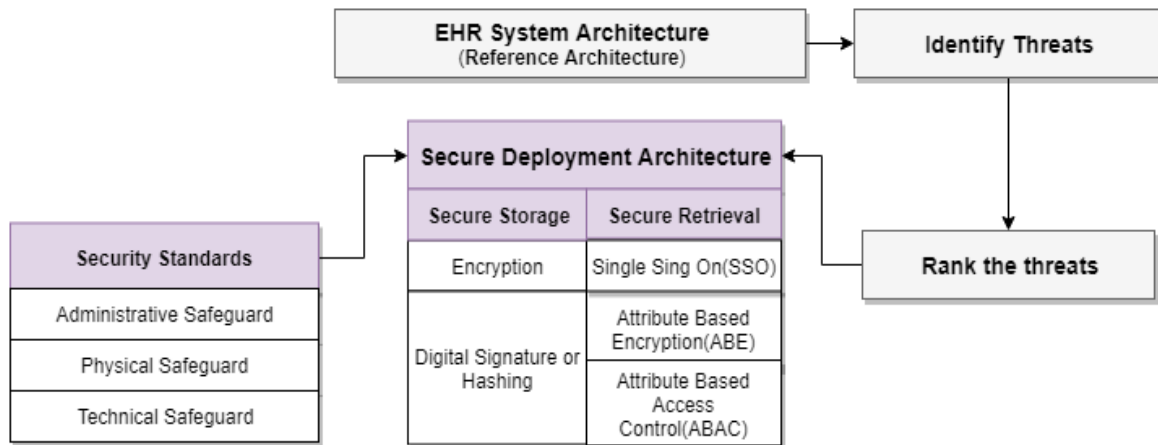 EHR System Architecture
(Reference Architecture)
Identify Threats
Secure Deployment Architecture
Secure Storage
Secure Retrieval
Security Standards
Encryption
Single Sing On(SSO)
Rank the threats
Administrative Safeguard
Physical Safeguard
Technical Safeguard
Digital Signature or
Hashing
Attribute Based
Encryption(ABE)
Attribute Based
Access
Control(ABAC)